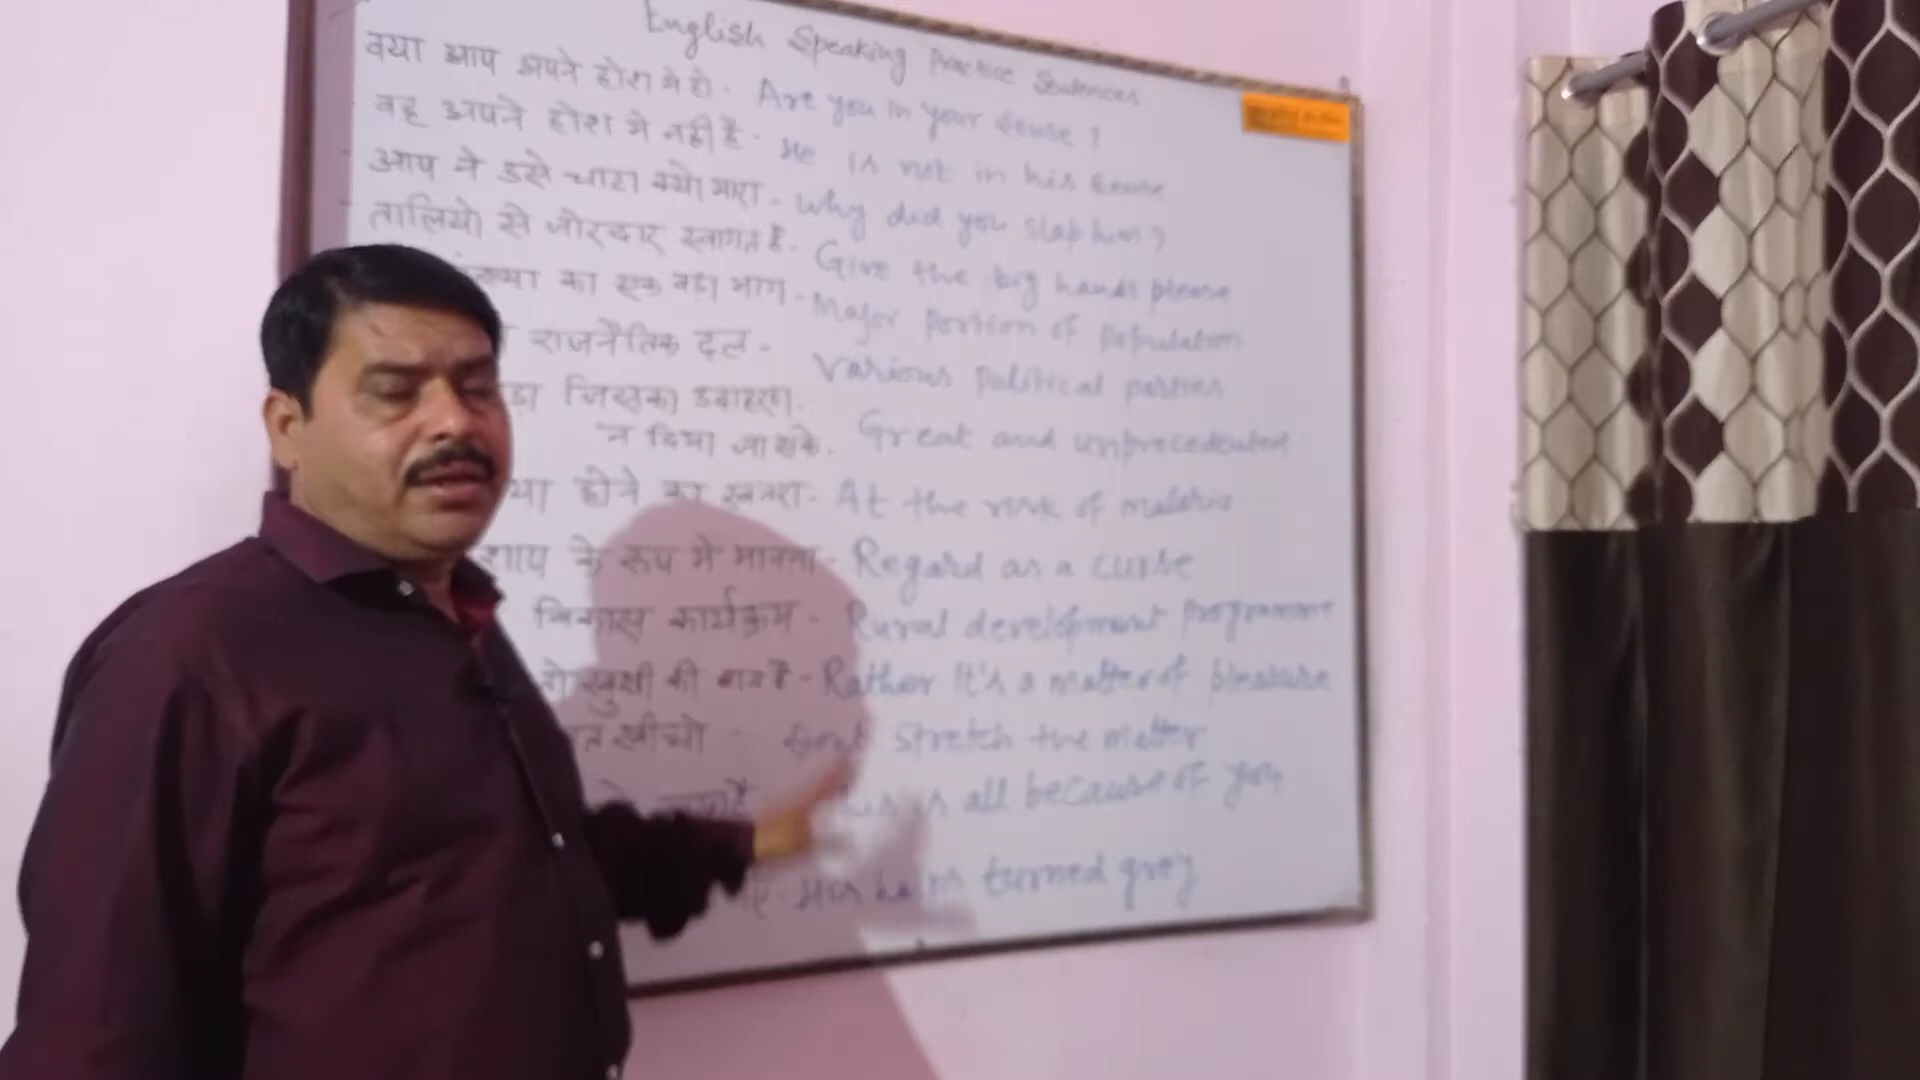 English Speaking Practice Sentences
क्या आप अपने होश मे हो - Are you in your sense ?
वह अपने होश मे नही है - He is not in his sense
आप ने उसे चाटा क्यो मारा - Why did you slap him ?
तालियो से जोरदार स्वागत है - Give the big hands please
का एक बडा भाग - Major portion of population
राजनैतिक दल - Various political parties
जिसका उदाहरण
न दिया जा सके - Great and unprecedented
होने का खतरा - At the risk of malaria
के रूप मे मानना - Regard as a curse
विकास कार्यक्रम - Rural development programme
खुशी की बात है - Rather It's a matter of pleasure
खीचो - Dont stretch the matter
all because of you
turned grey